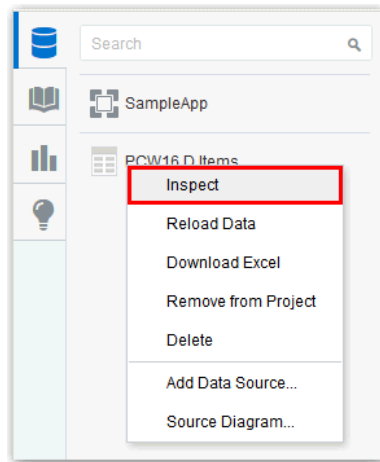 Search
SampleApp
PCW16 D Items
Inspect
Reload Data
Download Excel
Remove from Project
Delete
Add Data Source...
Source Diagram...